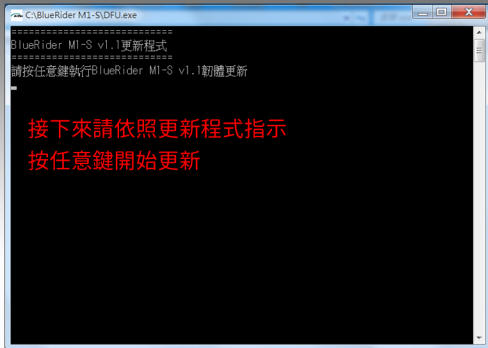 C:\BlueRider M1-S\DFU.exe
===========================
BlueRider M1-S v1.1更新程式
===========================
請按任意鍵執行BlueRider M1-S v1.1韌體更新
接下來請依照更新程式指示
按任意鍵開始更新